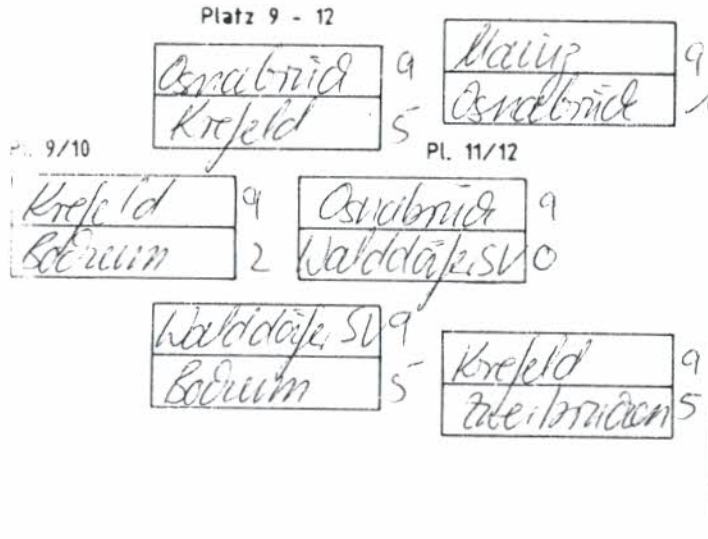 Platz 9 - 12
Osnabrück 9
Krefeld 5
Mainz 9
Osnabrück
9/10
Krefeld 9
Bochum 2
Pl. 11/12
Osnabrück 9
Walddörfer SV 0
Walddörfer SV 9
Bochum 5
Krefeld 9
Zweibrücken 5